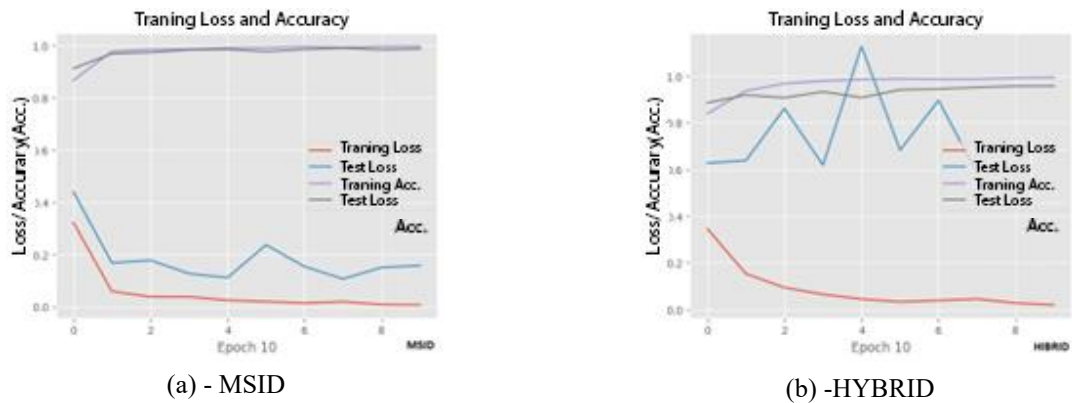 Traning Loss and Accuracy
Loss/Accurary(Acc.)
1.0
0.8
0.6
0.4
0.2
0.0
Traning Loss
Test Loss
Traning Acc.
Test Loss
Acc.
0 2 4 6 8
Epoch 10
MSID
(a) - MSID
Traning Loss and Accuracy
Loss/Accurary(Acc.)
1.0
0.8
0.6
0.4
0.2
0.0
Traning Loss
Test Loss
Traning Acc.
Test Loss
Acc.
0 2 4 6 8
Epoch 10
HIBRID
(b) -HYBRID